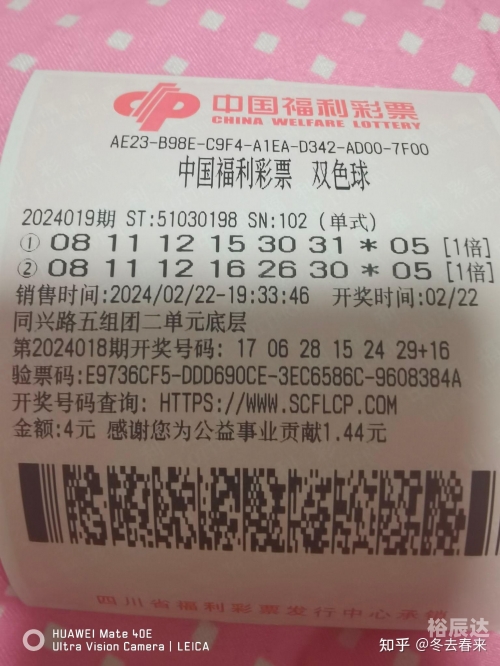 中国福利彩票
CHINA WELFARE LOTTERY
AE23-B98E-C9F4-A1EA-D342-AD00-7F00
中国福利彩票 双色球
2024019期 ST:51030198 SN:102 (单式)
① 08 11 12 15 30 31 * 05 [1倍]
② 08 11 12 16 26 30 * 05 [1倍]
销售时间:2024/02/22-19:33:46 开奖时间:02/22
同兴路五组团二单元底层
第2024018期开奖号码: 17 06 28 15 24 29+16
验票码:E9736CF5-DDD690CE-3EC6586C-9608384A
开奖号码查询: HTTPS://WWW.SCFLCP.COM
金额:4元 感谢您为公益事业贡献1.44元
四川省福利彩票发行中心承销
裕辰达
HUAWEI Mate 40E
Ultra Vision Camera | LEICA
知乎 @冬去春来